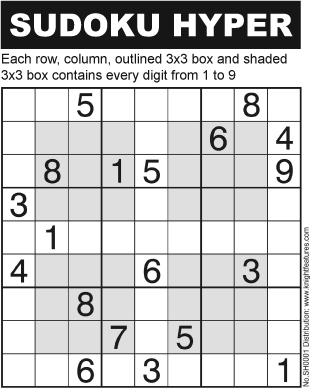 SUDOKU HYPER
Each row, column, outlined 3x3 box and shaded
3x3 box contains every digit from 1 to 9
5 8
6 4
8 1 5 9
3
1
4 6 3
8
7 5
6 3 1
No.SH0001 Distribution: www.knightfeatures.com